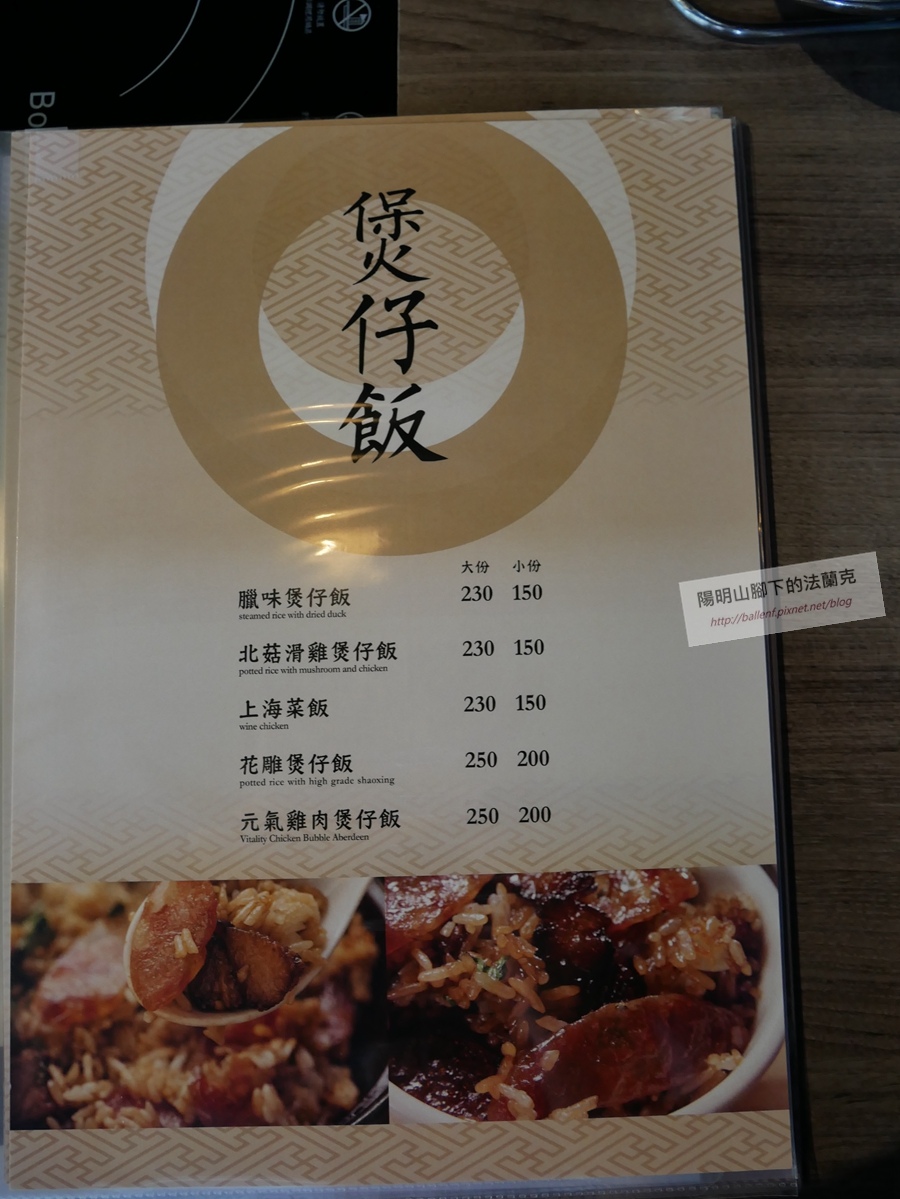 Bo
煲仔飯
大份 小份
臘味煲仔飯 230 150
steamed rice with dried duck
北菇滑雞煲仔飯 230 150
potted rice with mushroom and chicken
上海菜飯 230 150
wine chicken
花雕煲仔飯 250 200
potted rice with high grade shaoxing
元氣雞肉煲仔飯 250 200
Vitality Chicken Bubble Aberdeen
陽明山腳下的法蘭克
http://ballenf.pixnet.net/blog